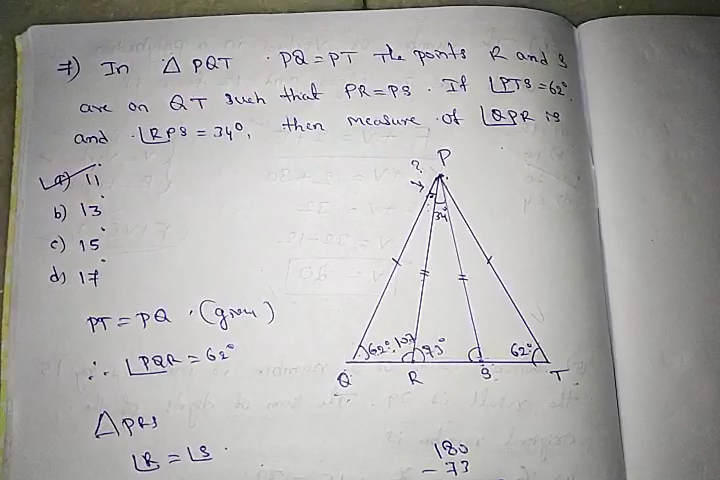 7) In △ PQT . PQ = PT The points R and S
are on QT such that PR = PS . If ∠PTS = 62°.
and ∠RPS = 34°, then measure of ∠QPR is
a) 11°
b) 13°
c) 15°
d) 17°
P
?
34°
62° 107 73° 62°
Q R S T
PT = PQ . (given)
∴ ∠PQR = 62°
△PRS
∠R = ∠S .
180
- 73